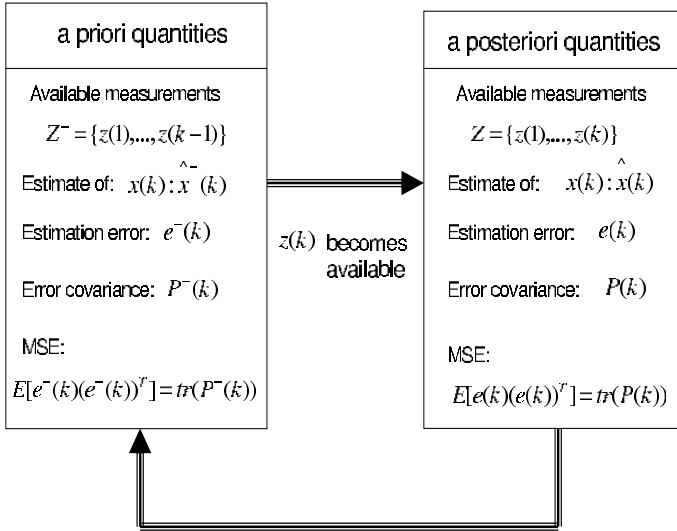 a priori quantities
Available measurements
Z⁻ = {z(1),...,z(k−1)}
Estimate of: x(k): x̂⁻(k)
Estimation error: e⁻(k)
Error covariance: P⁻(k)
MSE:
E[e⁻(k)(e⁻(k))ᵀ] = tr(P⁻(k))
z(k) becomes
available
a posteriori quantities
Available measurements
Z = {z(1),...,z(k)}
Estimate of: x(k): x̂(k)
Estimation error: e(k)
Error covariance: P(k)
MSE:
E[e(k)(e(k))ᵀ] = tr(P(k))